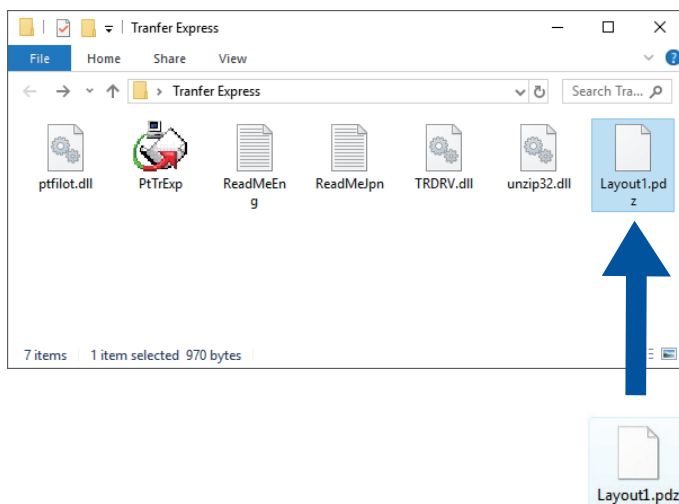 Tranfer Express
File Home Share View
Tranfer Express Search Tra...
ptfilot.dll PtTrExp ReadMeEn ReadMeJpn TRDRV.dll unzip32.dll Layout1.pd
g z
7 items 1 item selected 970 bytes
Layout1.pdz